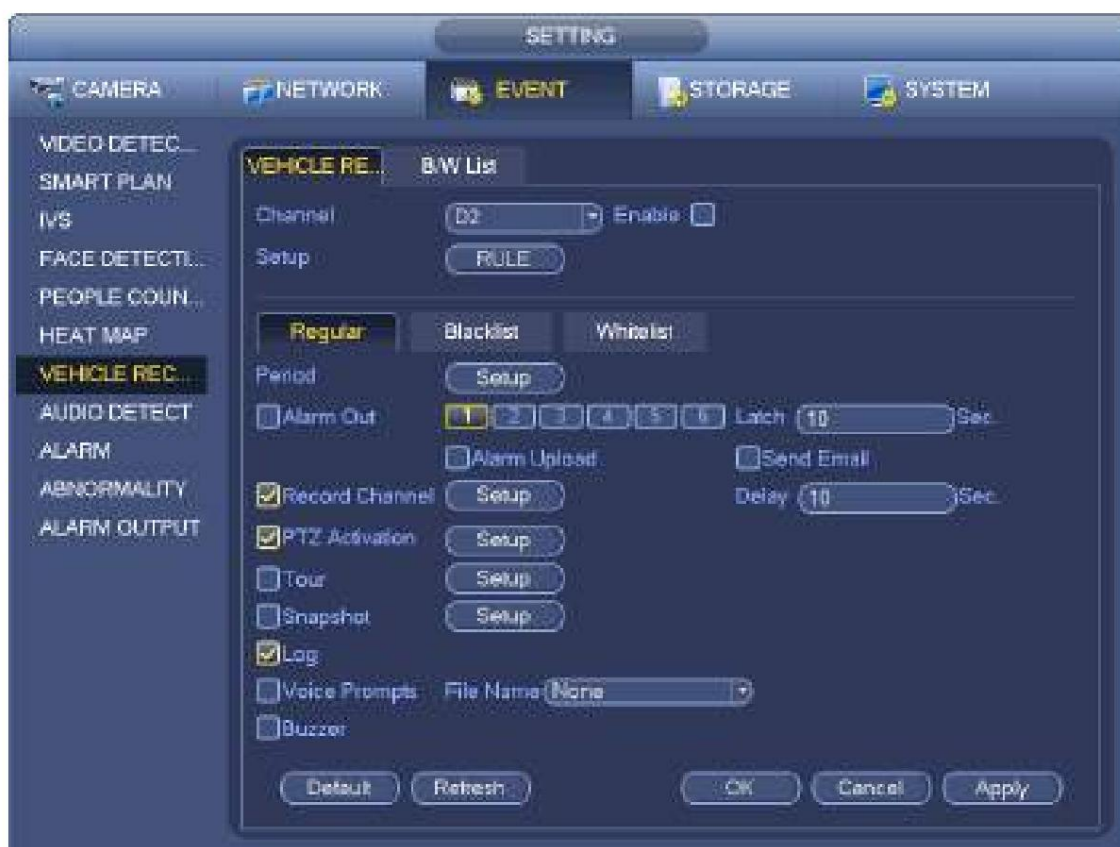 SETTING
CAMERA NETWORK EVENT STORAGE SYSTEM
VIDEO DETEC...
SMART PLAN
IVS
FACE DETECTI...
PEOPLE COUN...
HEAT MAP
VEHICLE REC...
AUDIO DETECT
ALARM
ABNORMALITY
ALARM OUTPUT
VEHICLE RE... B/W List
Channel D2 Enable
Setup RULE
Regular Blacklist Whitelist
Period Setup
Alarm Out 1 2 3 4 5 6 Latch 10 Sec.
Alarm Upload Send Email
Record Channel Setup Delay 10 Sec.
PTZ Activation Setup
Tour Setup
Snapshot Setup
Log
Voice Prompts File Name None
Buzzer
Default Refresh OK Cancel Apply